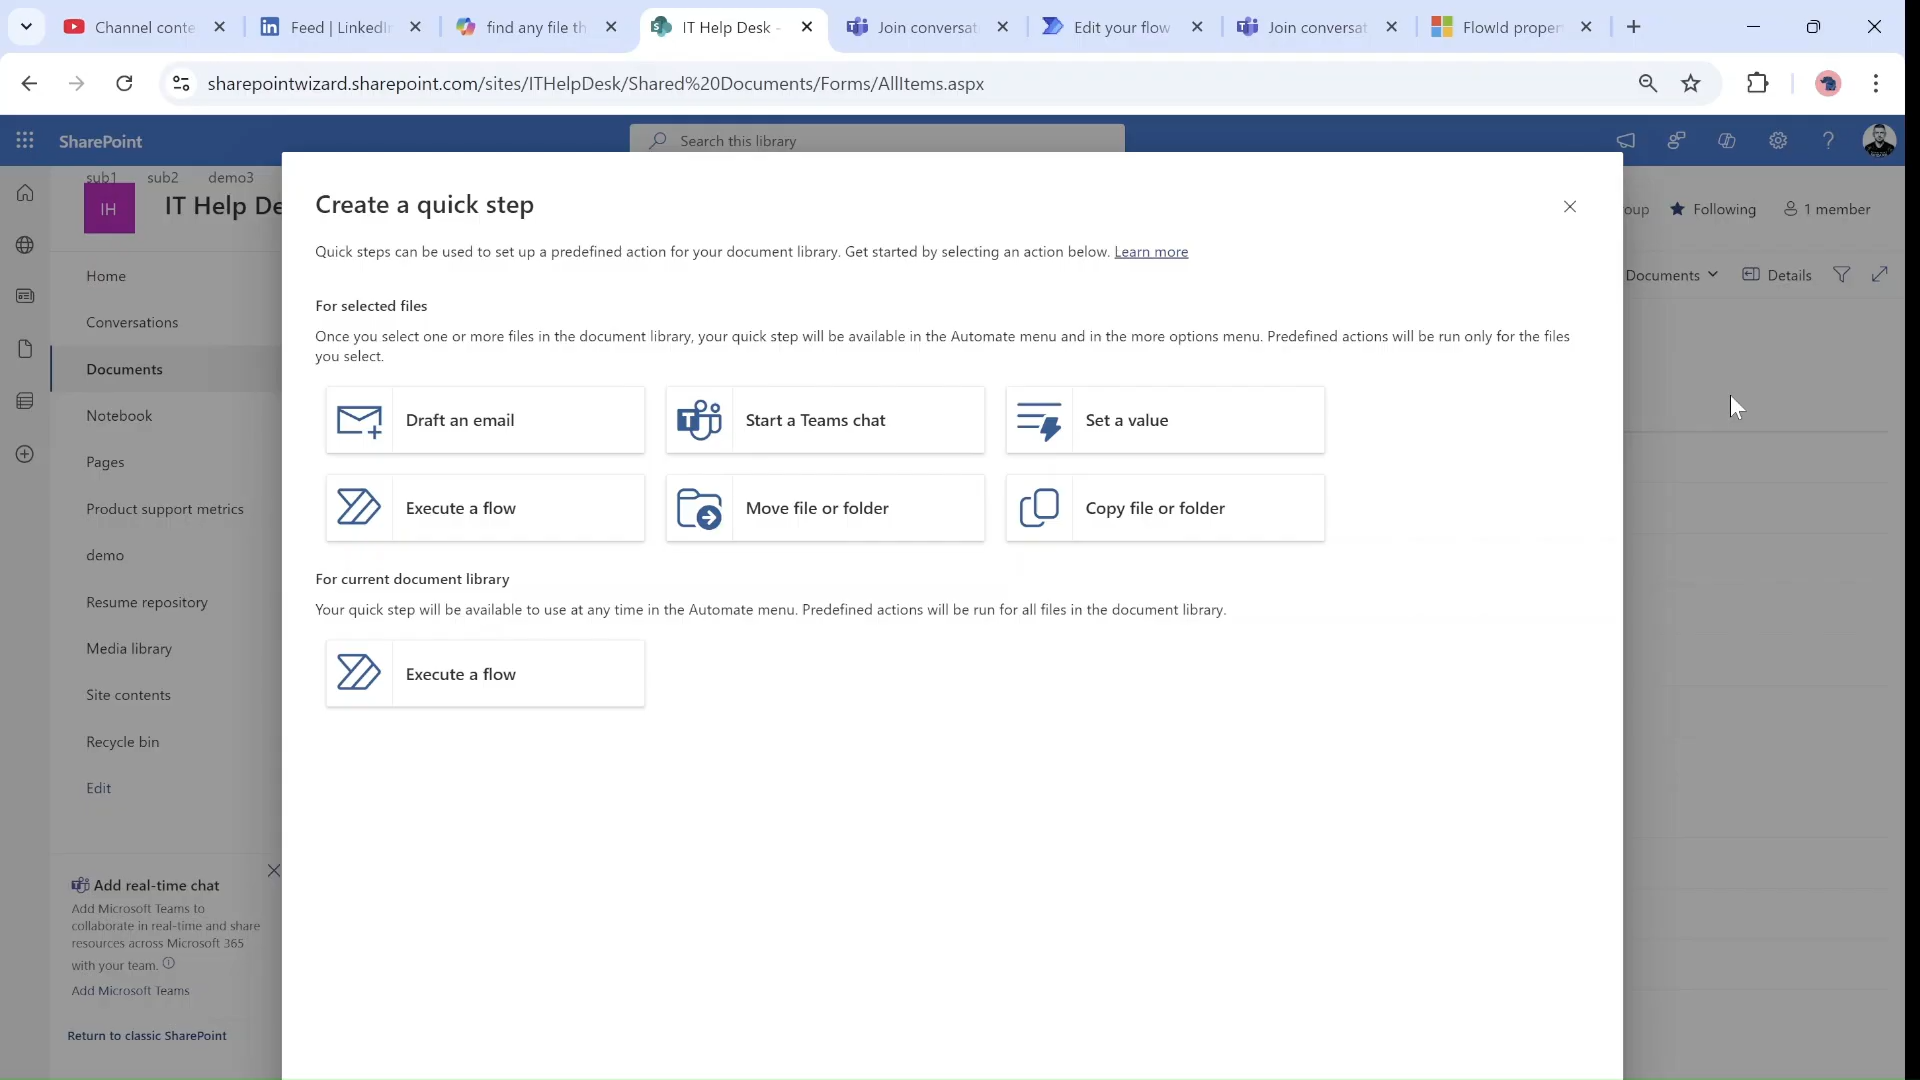 Channel conte
Feed | LinkedIn
find any file th
IT Help Desk -
Join conversat
Edit your flow
Join conversat
FlowId proper
sharepointwizard.sharepoint.com/sites/ITHelpDesk/Shared%20Documents/Forms/AllItems.aspx
SharePoint
Search this library
sub1 sub2 demo3
IH
IT Help De
oup
Following
1 member
Documents
Details
Home
Conversations
Documents
Notebook
Pages
Product support metrics
demo
Resume repository
Media library
Site contents
Recycle bin
Edit
Add real-time chat
Add Microsoft Teams to
collaborate in real-time and share
resources across Microsoft 365
with your team.
Add Microsoft Teams
Return to classic SharePoint
Create a quick step
Quick steps can be used to set up a predefined action for your document library. Get started by selecting an action below. Learn more
For selected files
Once you select one or more files in the document library, your quick step will be available in the Automate menu and in the more options menu. Predefined actions will be run only for the files
you select.
Draft an email
Start a Teams chat
Set a value
Execute a flow
Move file or folder
Copy file or folder
For current document library
Your quick step will be available to use at any time in the Automate menu. Predefined actions will be run for all files in the document library.
Execute a flow